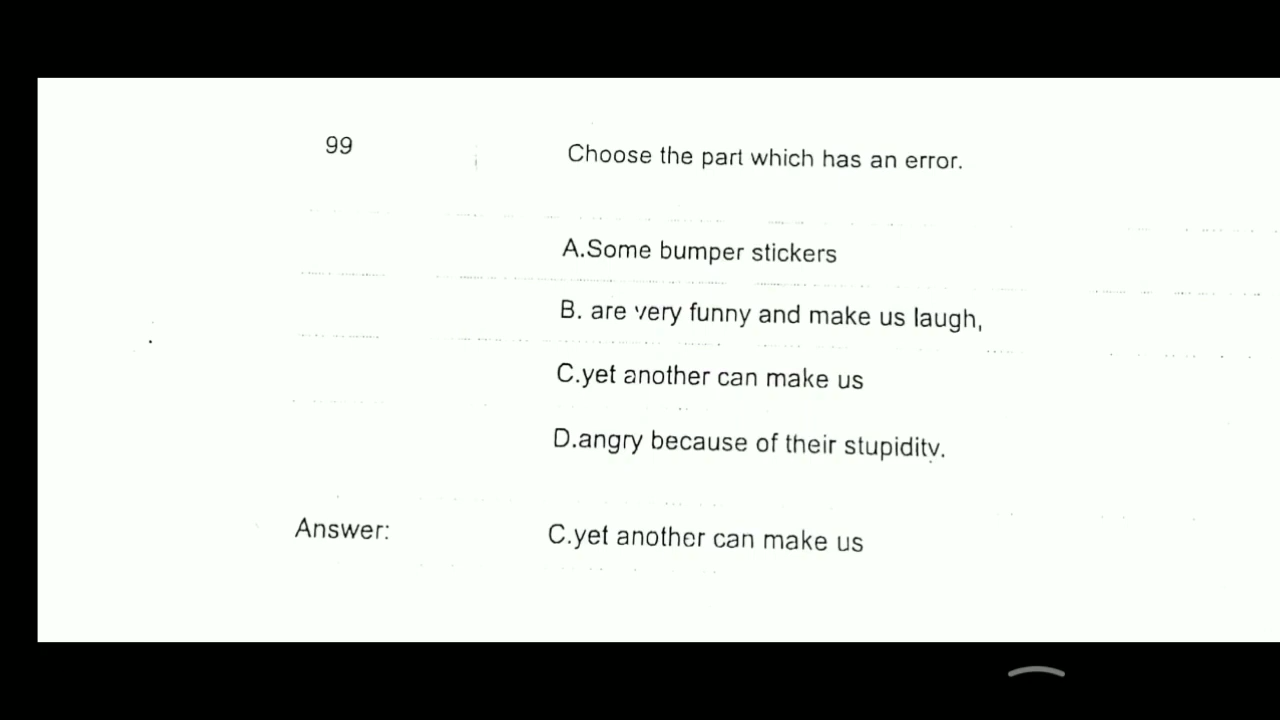 99 Choose the part which has an error.
A.Some bumper stickers
B. are very funny and make us laugh,
C.yet another can make us
D.angry because of their stupidity.
Answer: C.yet another can make us